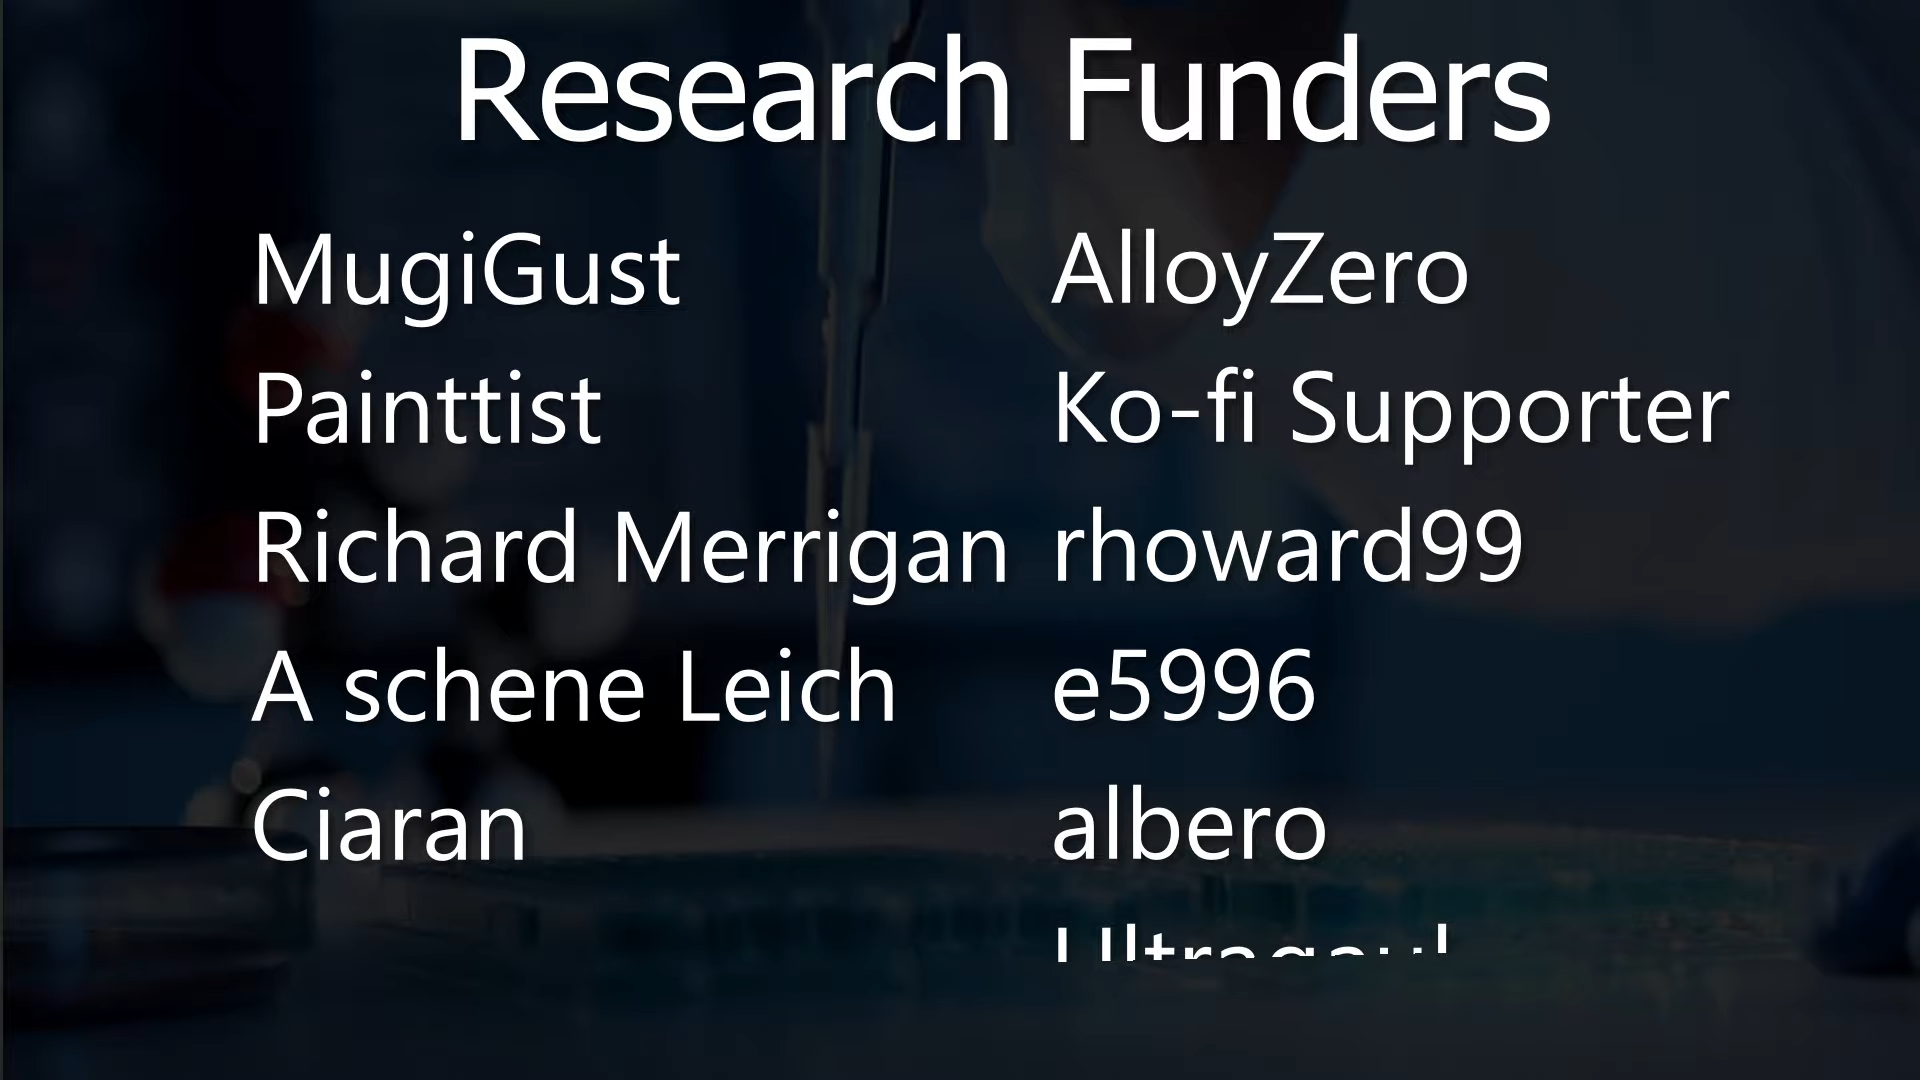 Research Funders
MugiGust
AlloyZero
Painttist
Ko-fi Supporter
Richard Merrigan
rhoward99
A schene Leich
e5996
Ciaran
albero